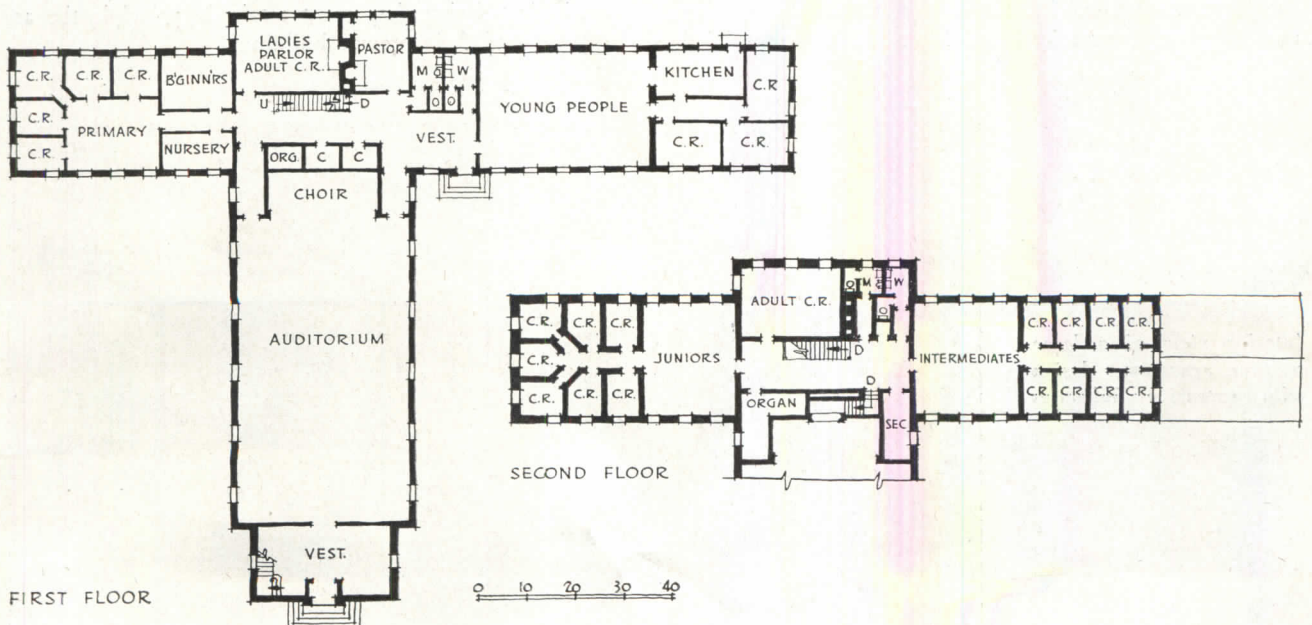 LADIES
PARLOR
ADULT C.R.
PASTOR
C.R.
C.R.
C.R.
B'GINN'RS
M
W
KITCHEN
C.R
U
D
YOUNG PEOPLE
C.R.
PRIMARY
VEST.
C.R.
NURSERY
ORG.
C
C
C.R.
C.R.
CHOIR
AUDITORIUM
VEST.
FIRST FLOOR
0 10 20 30 40
ADULT C.R.
M
W
C.R.
C.R.
C.R.
C.R.
C.R.
C.R.
C.R.
C.R.
JUNIORS
D
INTERMEDIATES
D
C.R.
C.R.
C.R.
ORGAN
C.R.
C.R.
C.R.
C.R.
SEC.
SECOND FLOOR